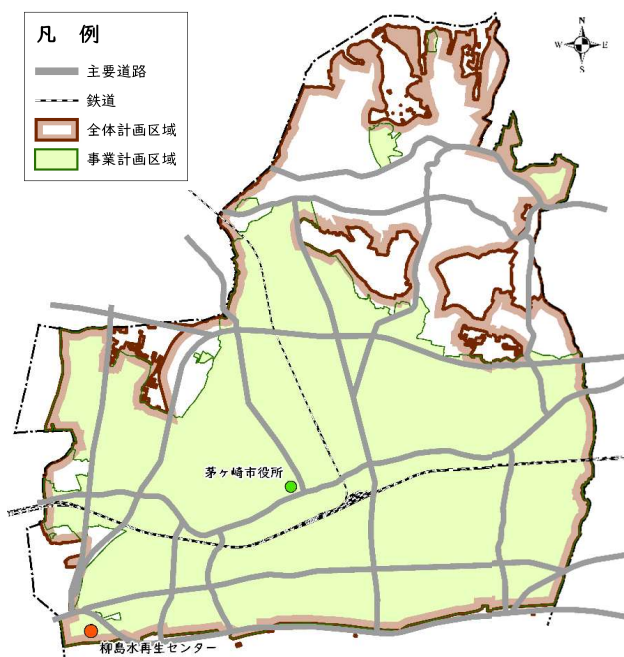 凡 例
主要道路
鉄道
全体計画区域
事業計画区域
N
W E
S
茅ヶ崎市役所
柳島水再生センター